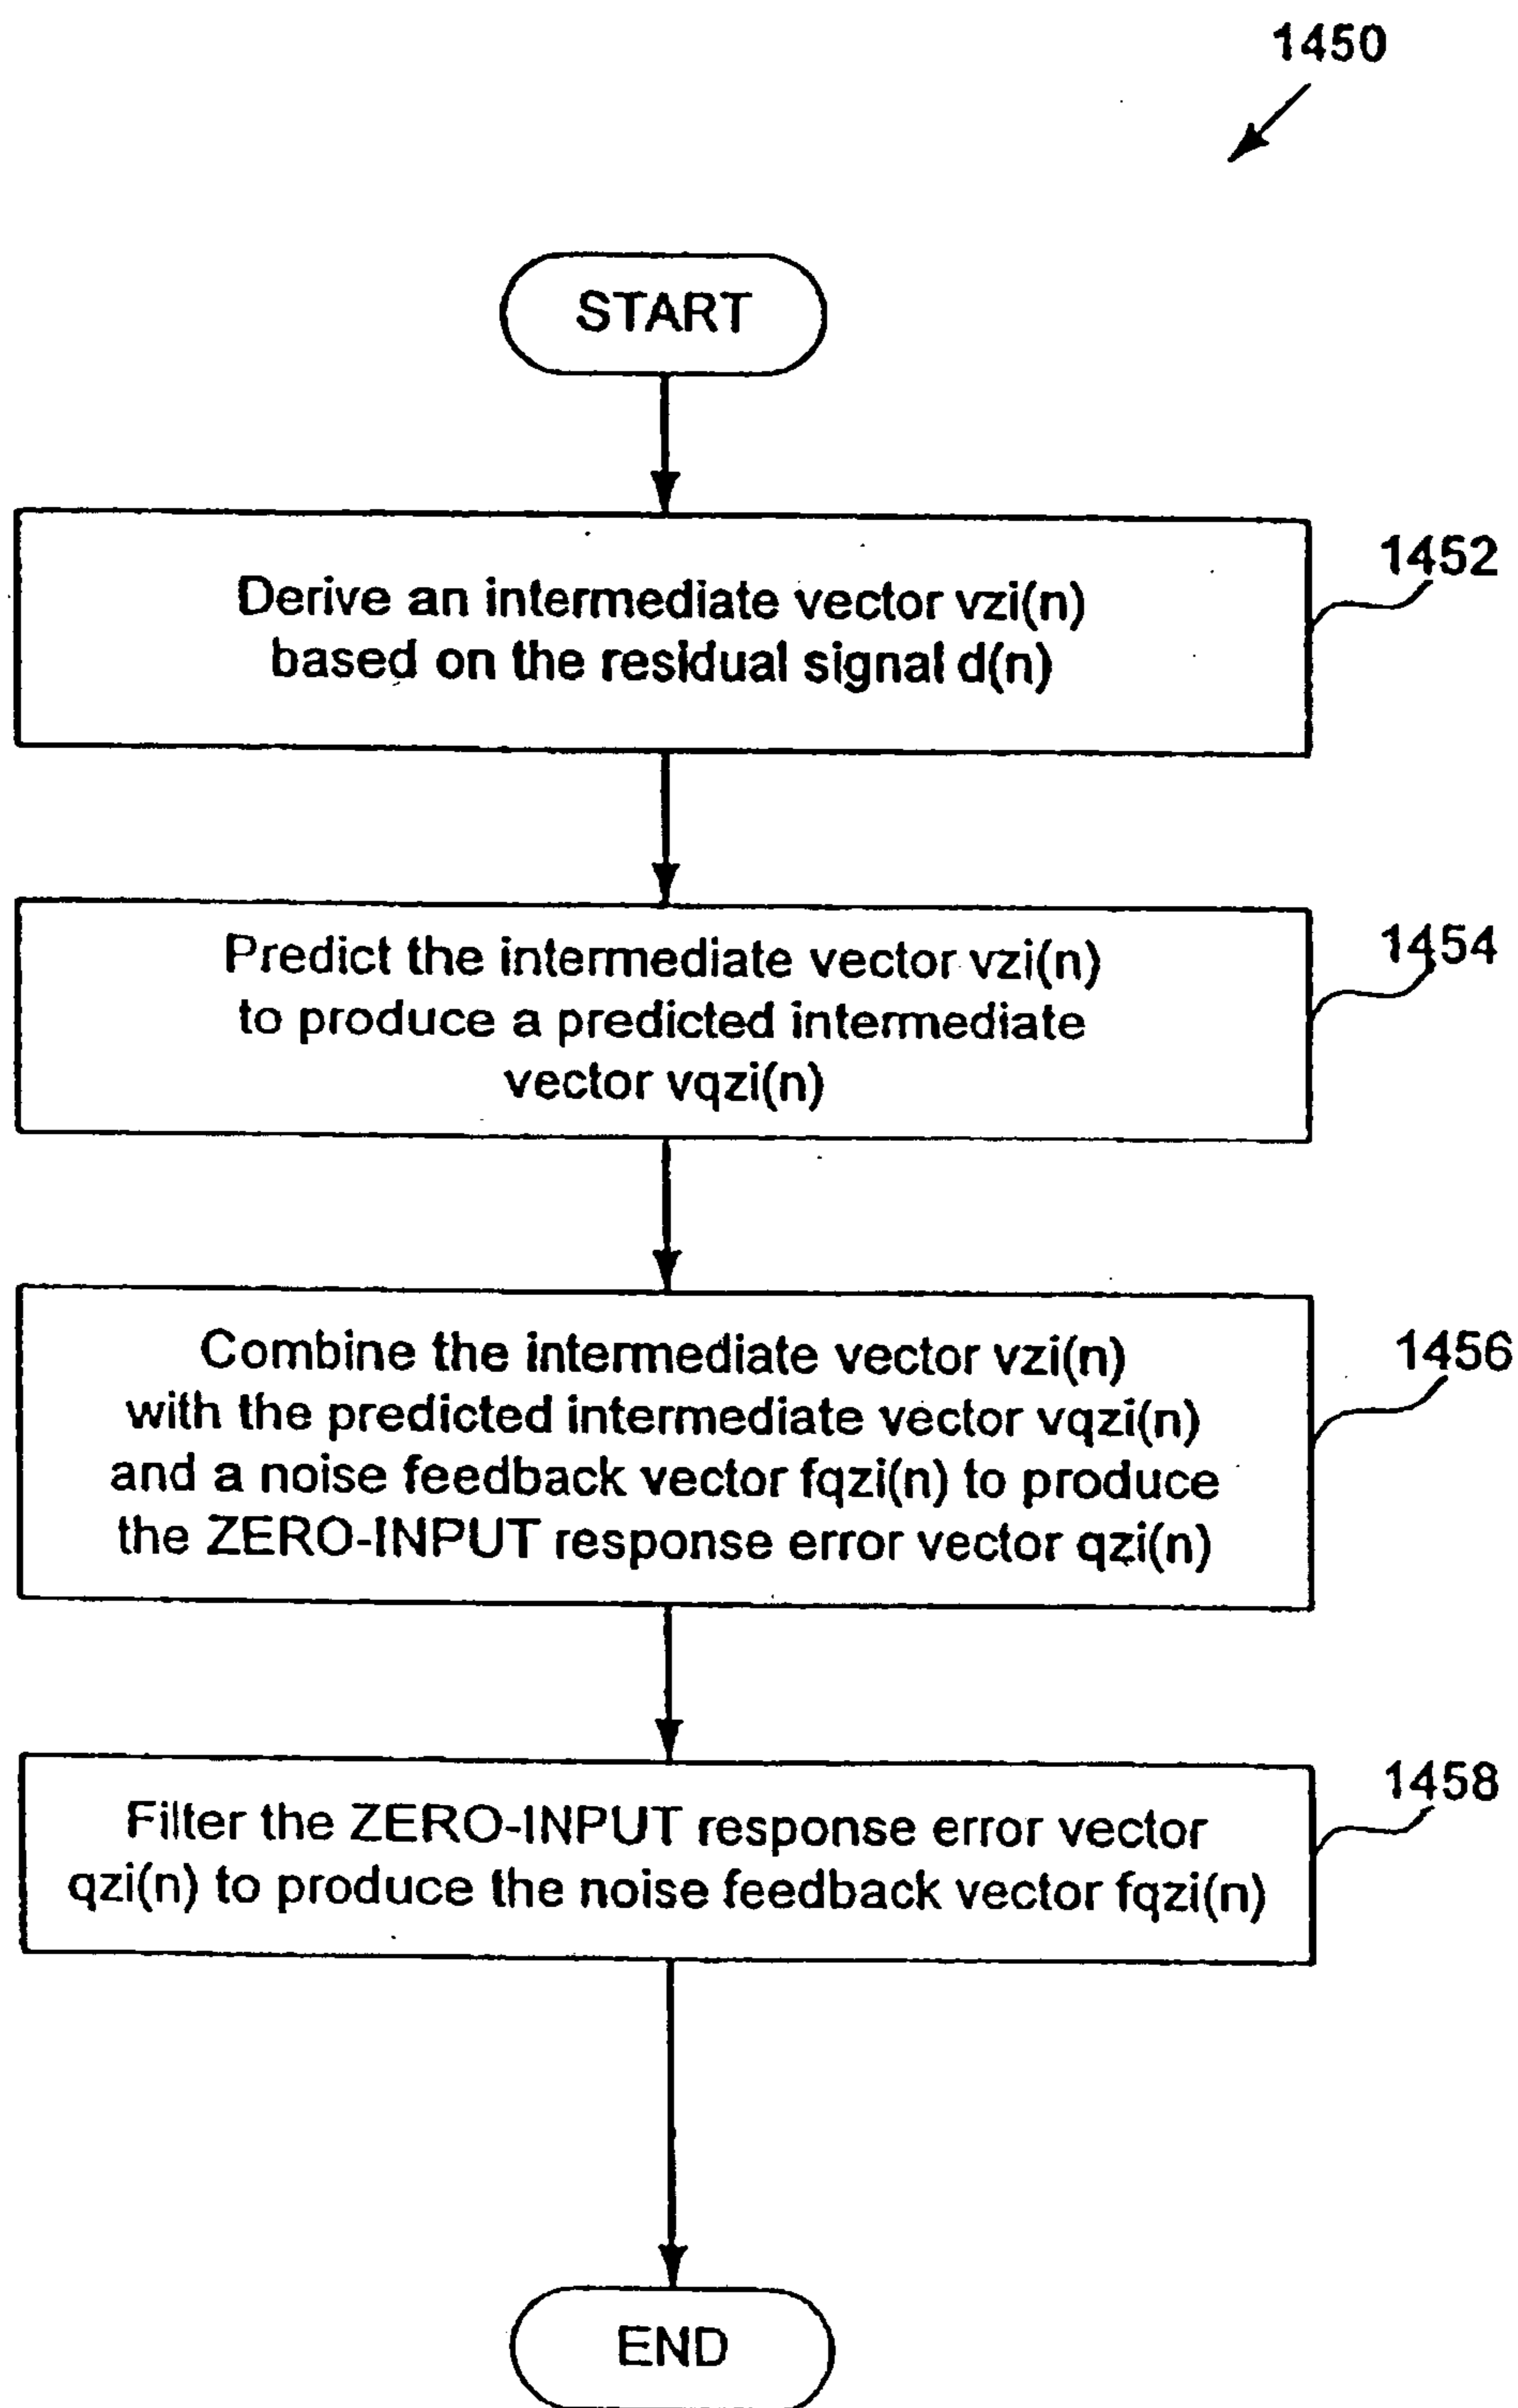 1450
START
Derive an intermediate vector vzi(n)
based on the residual signal d(n)
1452
Predict the intermediate vector vzi(n)
to produce a predicted intermediate
vector vqzi(n)
1454
Combine the intermediate vector vzi(n)
with the predicted intermediate vector vqzi(n)
and a noise feedback vector fqzi(n) to produce
the ZERO-INPUT response error vector qzi(n)
1456
Filter the ZERO-INPUT response error vector
qzi(n) to produce the noise feedback vector fqzi(n)
1458
END